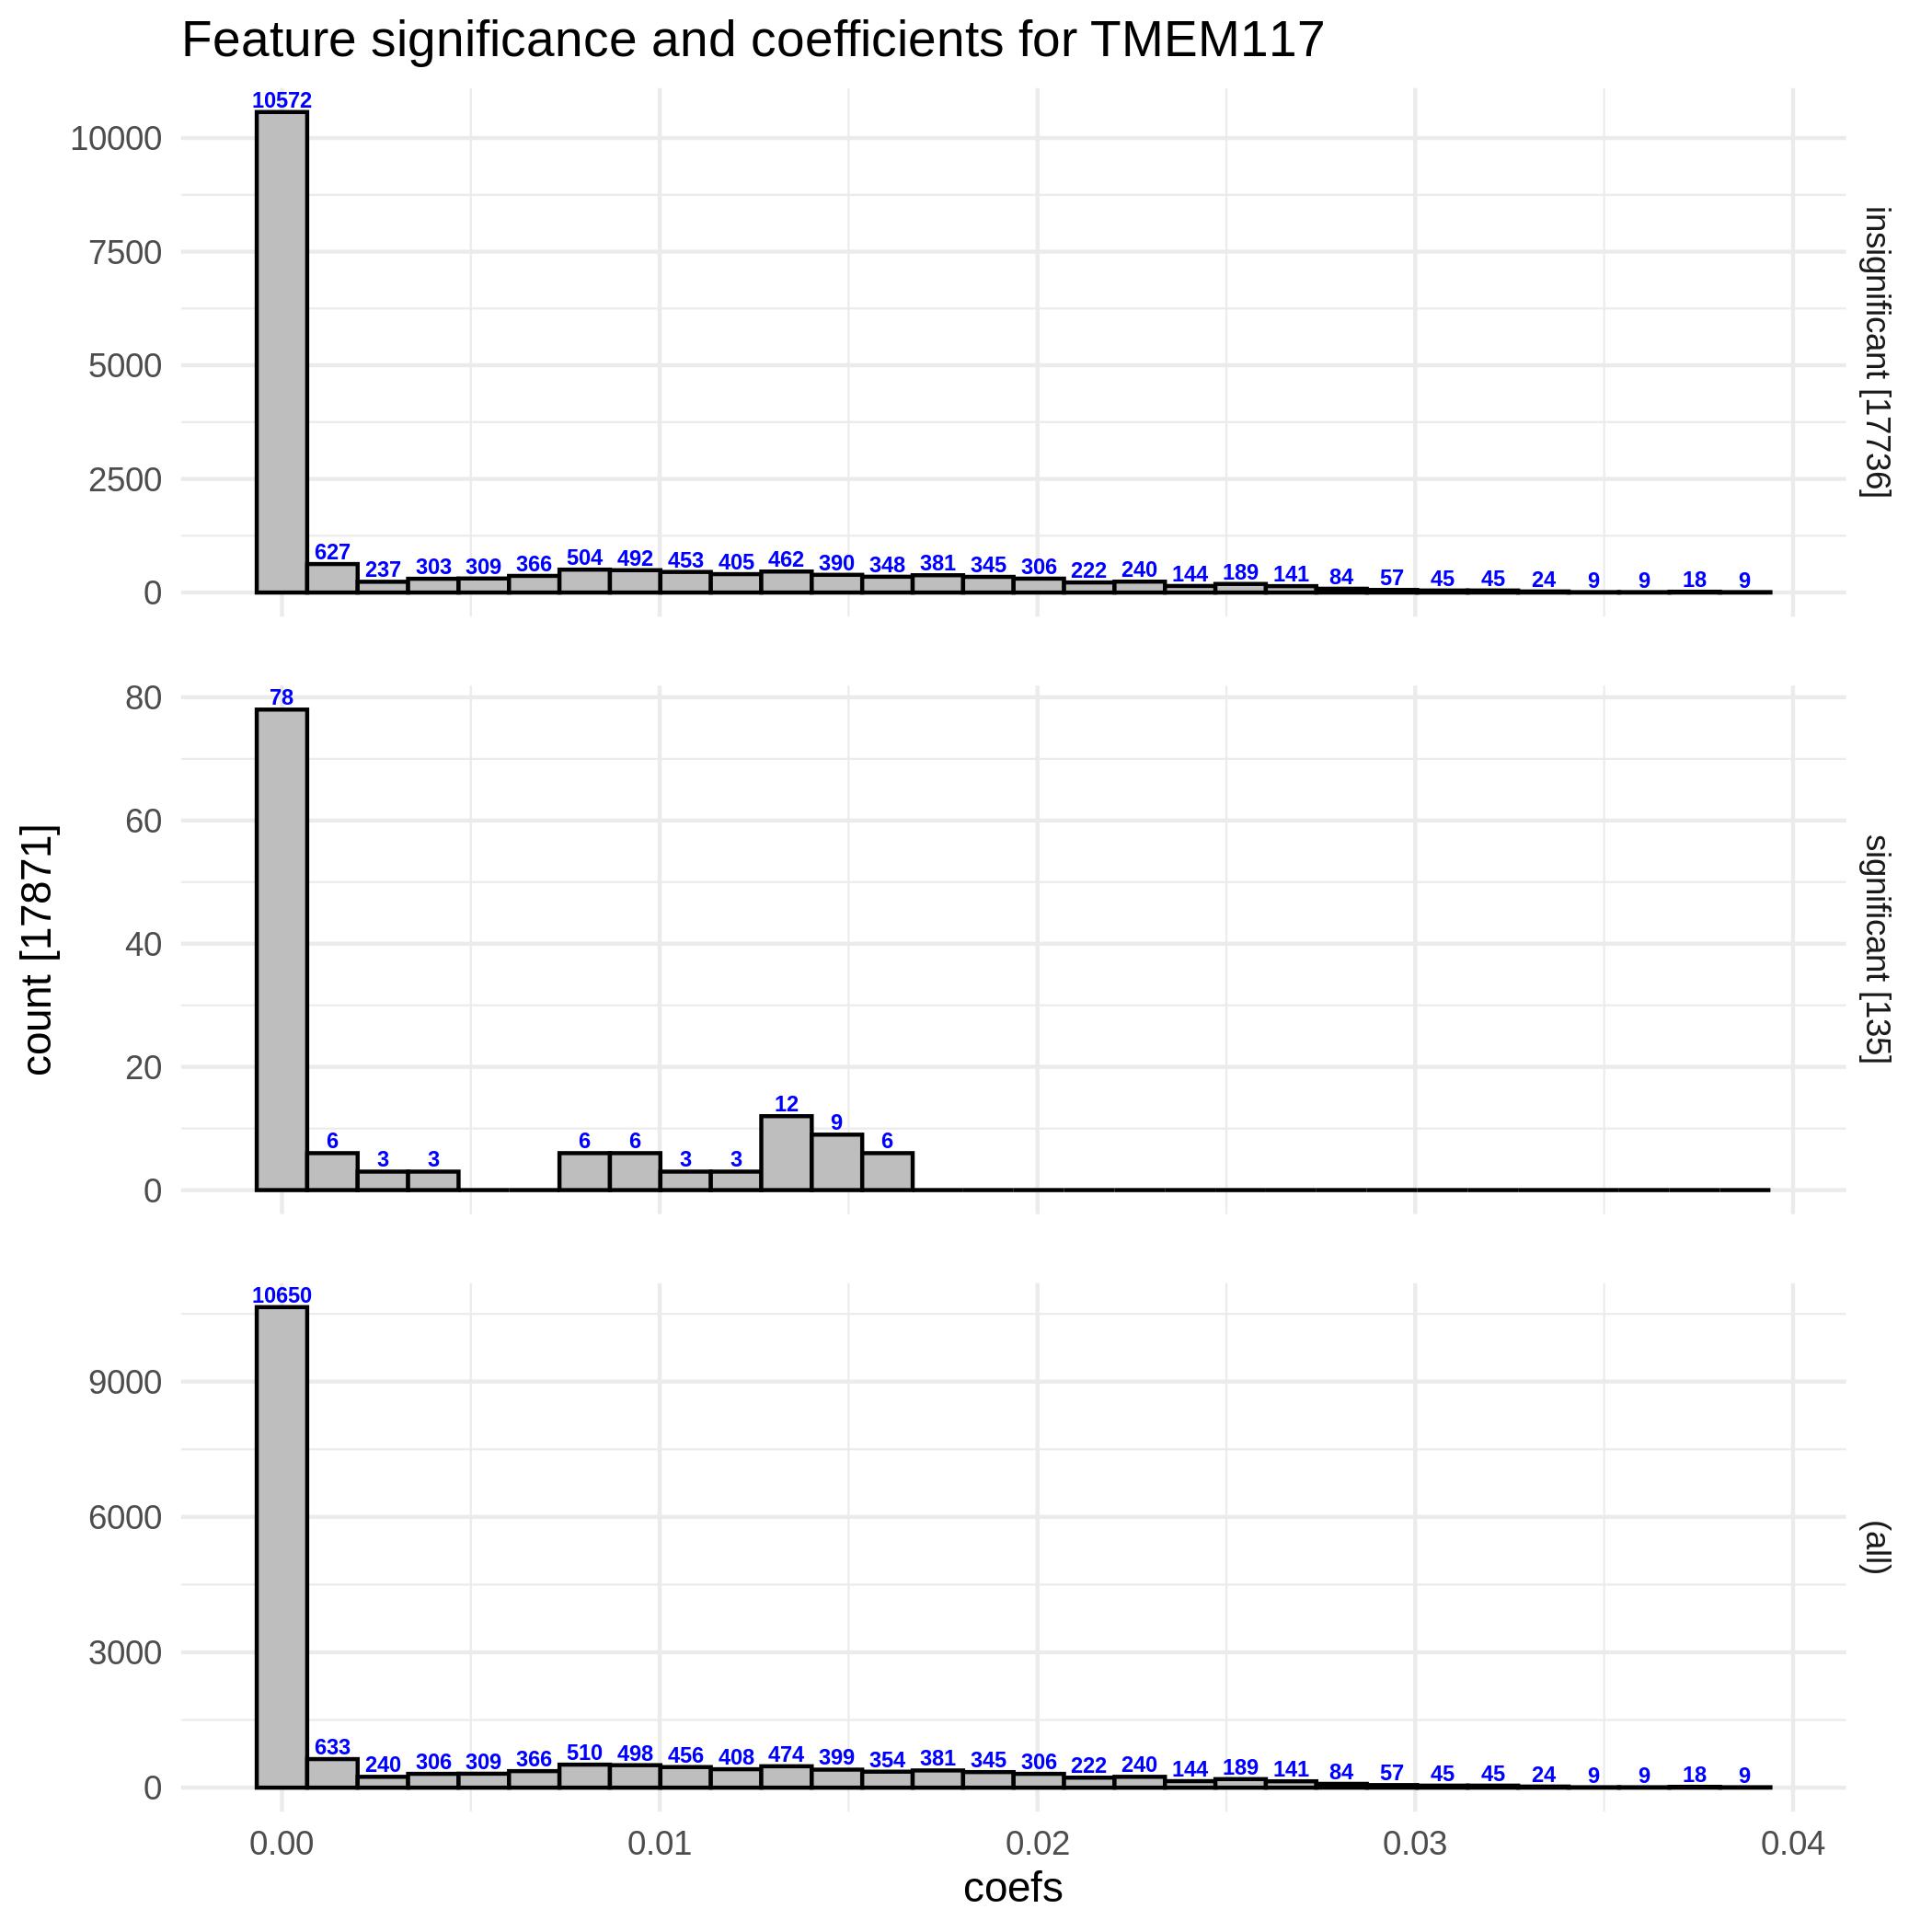 Feature significance and coefficients for TMEM117
10572
10000
7500
5000
2500
0
627 237 303 309 366 504 492 453 405 462 390 348 381 345 306 222 240 144 189 141 84 57 45 45 24 9 9 18 9
insignificant [17736]
count [17871]
80
60
40
20
0
78
6 3 3 6 6 3 3 12 9 6
significant [135]
10650
9000
6000
3000
0
633 240 306 309 366 510 498 456 408 474 399 354 381 345 306 222 240 144 189 141 84 57 45 45 24 9 9 18 9
(all)
0.00 0.01 0.02 0.03 0.04
coefs